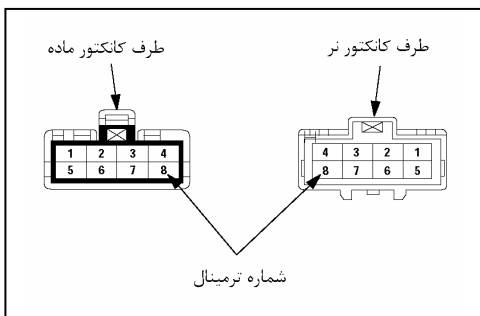 طرف کانکتور نر
طرف کانکتور ماده
1 2 3 4
5 6 7 8
4 3 2 1
8 7 6 5
شماره ترمینال